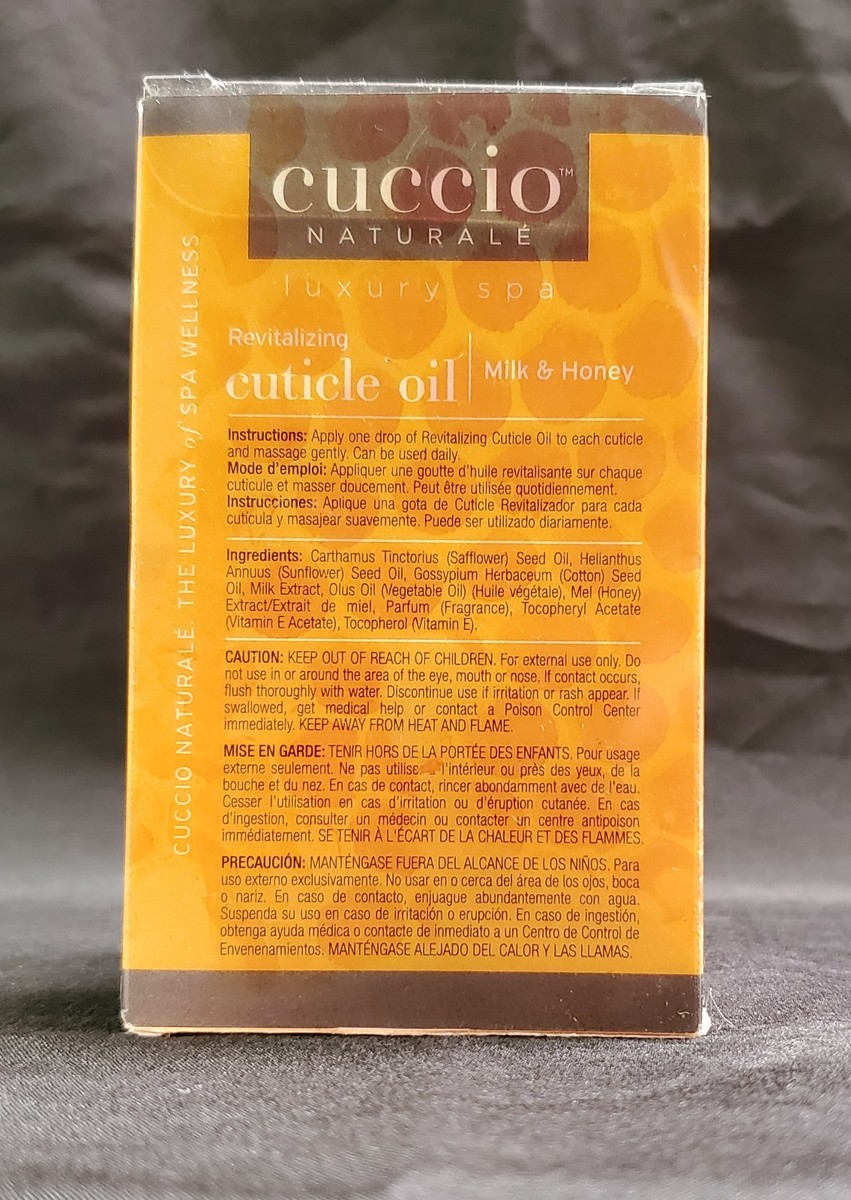 cuccio™
NATURALÉ
luxury spa
Revitalizing
cuticle oil | Milk & Honey
Instructions: Apply one drop of Revitalizing Cuticle Oil to each cuticle
and massage gently. Can be used daily.
Mode d'emploi: Appliquer une goutte d'huile revitalisante sur chaque
cuticule et masser doucement. Peut être utilisée quotidiennement.
Instrucciones: Aplique una gota de Cuticle Revitalizador para cada
cutícula y masajear suavemente. Puede ser utilizado diariamente.
Ingredients: Carthamus Tinctorius (Safflower) Seed Oil, Helianthus
Annuus (Sunflower) Seed Oil, Gossypium Herbaceum (Cotton) Seed
Oil, Milk Extract, Olus Oil (Vegetable Oil) (Huile végétale), Mel (Honey)
Extract/Extrait de miel, Parfum (Fragrance), Tocopheryl Acetate
(Vitamin E Acetate), Tocopherol (Vitamin E).
CAUTION: KEEP OUT OF REACH OF CHILDREN. For external use only. Do
not use in or around the area of the eye, mouth or nose. If contact occurs,
flush thoroughly with water. Discontinue use if irritation or rash appear. If
swallowed, get medical help or contact a Poison Control Center
immediately. KEEP AWAY FROM HEAT AND FLAME.
MISE EN GARDE: TENIR HORS DE LA PORTÉE DES ENFANTS. Pour usage
externe seulement. Ne pas l'intérieur ou près des yeux, de la
bouche et du nez. En cas de contact, rincer abondamment avec de l'eau.
Cesser l'utilisation en cas d'irritation ou d'éruption cutanée. En cas
d'ingestion, consulter un médecin ou contacter un centre antipoison
immédiatement. SE TENIR À L'ÉCART DE LA CHALEUR ET DES FLAMMES.
PRECAUCIÓN: MANTÉNGASE FUERA DEL ALCANCE DE LOS NIÑOS. Para
uso externo exclusivamente. No usar en o cerca del área de los ojos, boca
o nariz. En caso de contacto, enjuague abundantemente con agua.
Suspenda su uso en caso de irritación o erupción. En caso de ingestión,
obtenga ayuda médica o contacte de inmediato a un Centro de Control de
Envenenamientos. MANTÉNGASE ALEJADO DEL CALOR Y LAS LLAMAS.
CUCCIO NATURALÉ. THE LUXURY of SPA WELLNESS